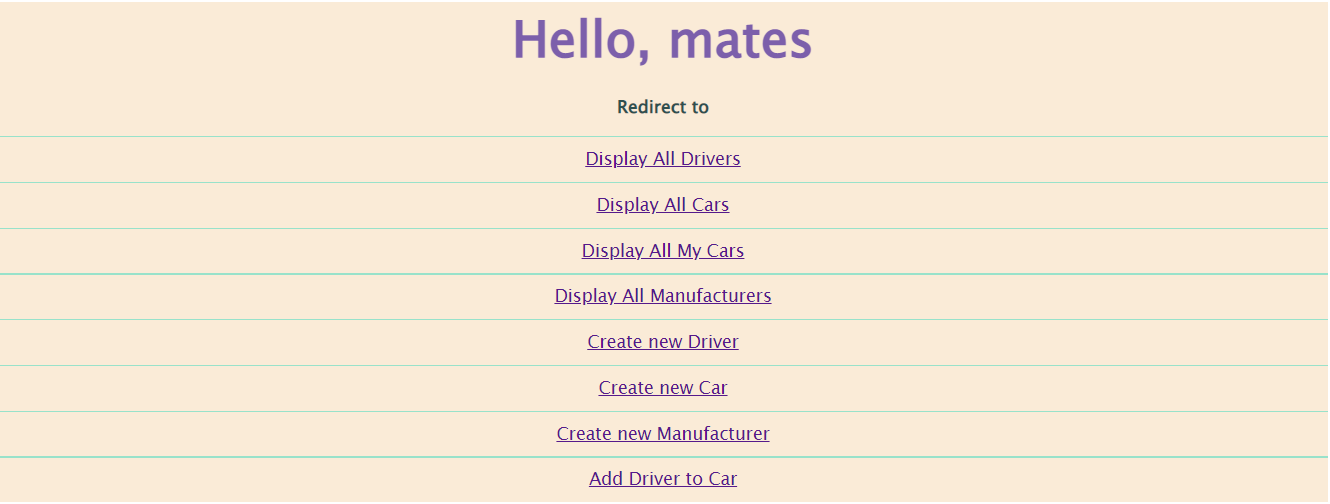 Hello, mates
Redirect to
Display All Drivers
Display All Cars
Display All My Cars
Display All Manufacturers
Create new Driver
Create new Car
Create new Manufacturer
Add Driver to Car